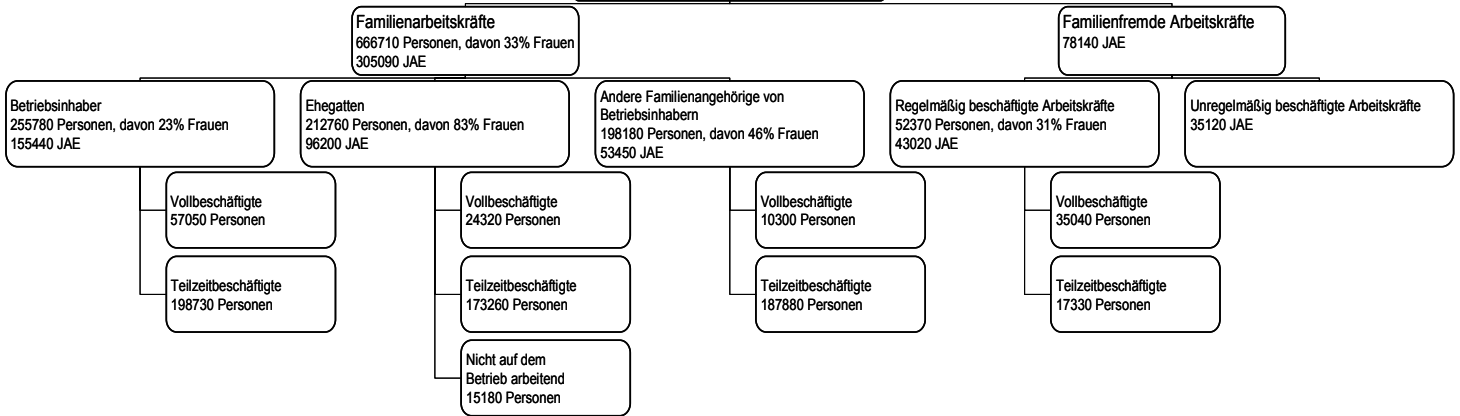 Familienarbeitskräfte
666710 Personen, davon 33% Frauen
305090 JAE
Familienfremde Arbeitskräfte
78140 JAE
Betriebsinhaber
255780 Personen, davon 23% Frauen
155440 JAE
Ehegatten
212760 Personen, davon 83% Frauen
96200 JAE
Andere Familienangehörige von
Betriebsinhabern
198180 Personen, davon 46% Frauen
53450 JAE
Regelmäßig beschäftigte Arbeitskräfte
52370 Personen, davon 31% Frauen
43020 JAE
Unregelmäßig beschäftigte Arbeitskräfte
35120 JAE
Vollbeschäftigte
57050 Personen
Vollbeschäftigte
24320 Personen
Vollbeschäftigte
10300 Personen
Vollbeschäftigte
35040 Personen
Teilzeitbeschäftigte
198730 Personen
Teilzeitbeschäftigte
173260 Personen
Teilzeitbeschäftigte
187880 Personen
Teilzeitbeschäftigte
17330 Personen
Nicht auf dem
Betrieb arbeitend
15180 Personen